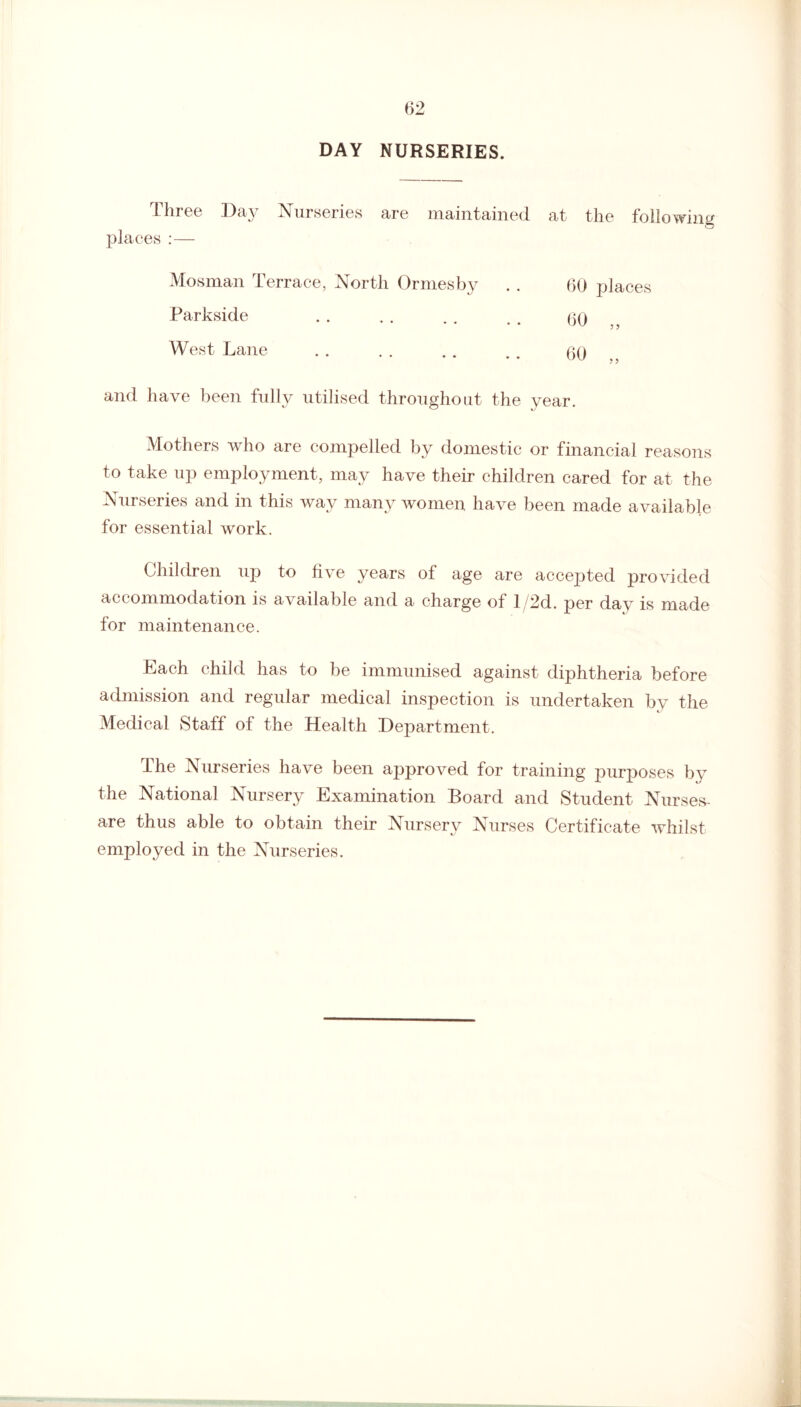 62
DAY NURSERIES.
Three Day Nurseries are maintained at the following
places :—
Mosman Terrace, North Ormesby . . 60 places
Parkside . . . . . . . . 60 ,,
West Lane . . . . . . . . 60 ,,
and have been fully utilised throughout the year.
Mothers who are compelled by domestic or financial reasons
to take up employment, may have their children cared for at the
Nurseries and in this way many women have been made available
for essential work.
Children up to five years of age are accepted provided
accommodation is available and a charge of 1/2d. per day is made
for maintenance.
Each child has to be immunised against diphtheria before
admission and regular medical inspection is undertaken by the
Medical Staff of the Health Department.
The Nurseries have been approved for training purposes by
the National Nursery Examination Board and Student Nurses-
are thus able to obtain their Nursery Nurses Certificate whilst
employed in the Nurseries.